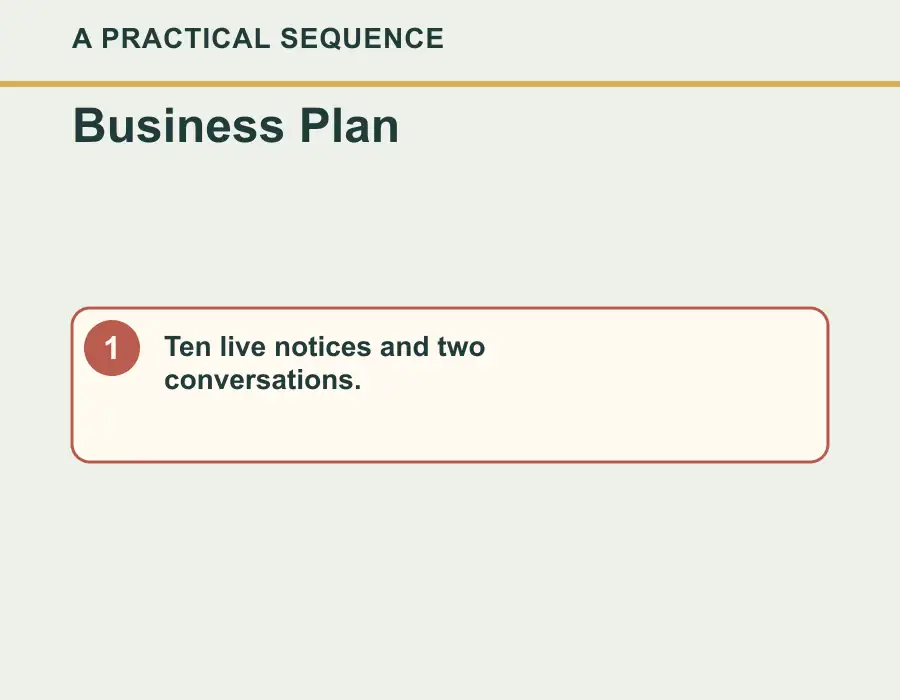 A PRACTICAL SEQUENCE
Business Plan
1
Ten live notices and two
conversations.